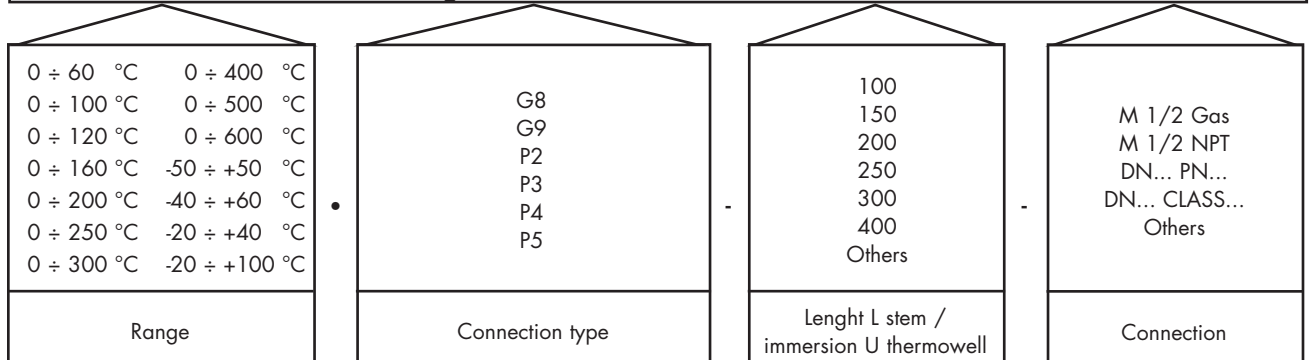 0 ÷ 60 °C 0 ÷ 400 °C
0 ÷ 100 °C 0 ÷ 500 °C
0 ÷ 120 °C 0 ÷ 600 °C
0 ÷ 160 °C -50 ÷ +50 °C
0 ÷ 200 °C -40 ÷ +60 °C
0 ÷ 250 °C -20 ÷ +40 °C
0 ÷ 300 °C -20 ÷ +100 °C
Range
•
G8
G9
P2
P3
P4
P5
Connection type
-
100
150
200
250
300
400
Others
Lenght L stem /
immersion U thermowell
-
M 1/2 Gas
M 1/2 NPT
DN... PN...
DN... CLASS...
Others
Connection